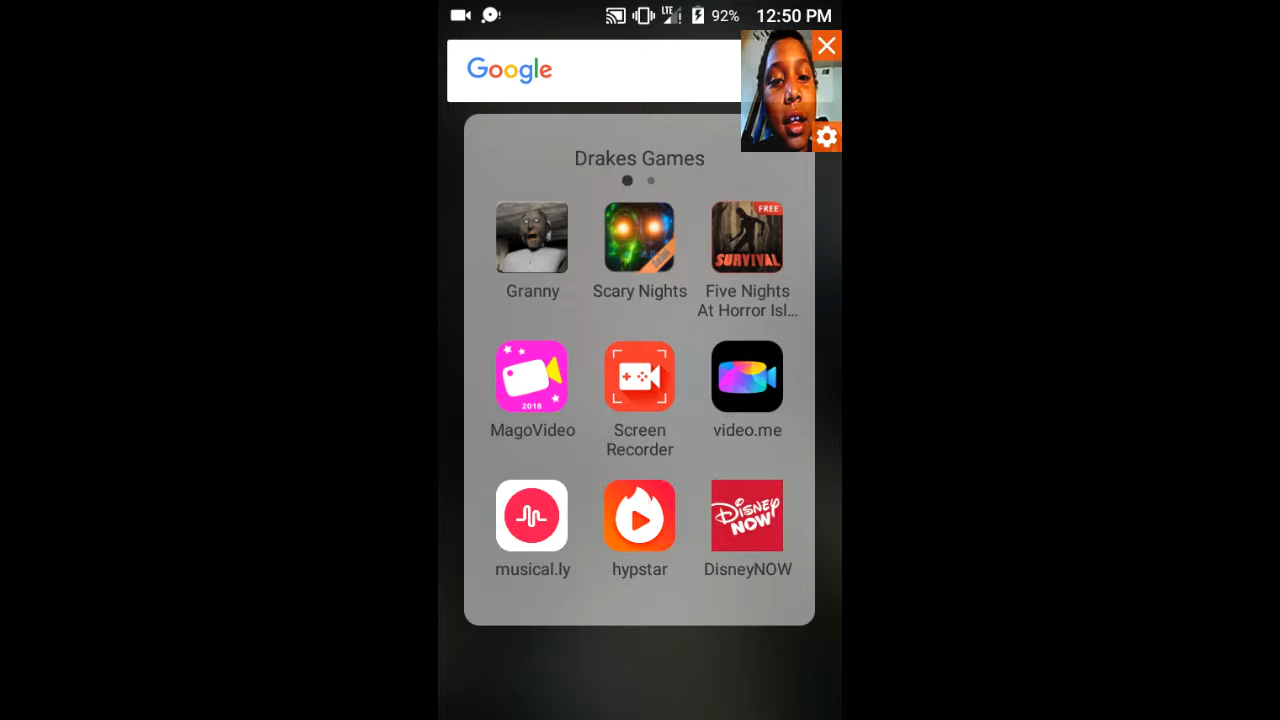 LTE 92% 12:50 PM
Google
Drakes Games
FREE
SURVIVAL
Granny
Scary Nights
Five Nights
At Horror Isl...
2018
MagoVideo
Screen
Recorder
video.me
Disney
NOW
musical.ly
hypstar
DisneyNOW